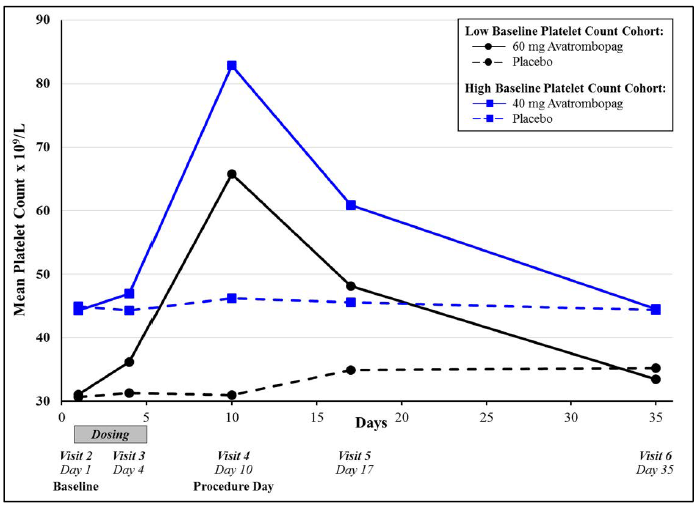 90
80
70
60
50
40
30
Mean Platelet Count x 10⁹/L
Low Baseline Platelet Count Cohort:
60 mg Avatrombopag
Placebo
High Baseline Platelet Count Cohort:
40 mg Avatrombopag
Placebo
0 5 10 15 20 25 30 35
Days
Dosing
Visit 2 Visit 3 Visit 4 Visit 5 Visit 6
Day 1 Day 4 Day 10 Day 17 Day 35
Baseline Procedure Day